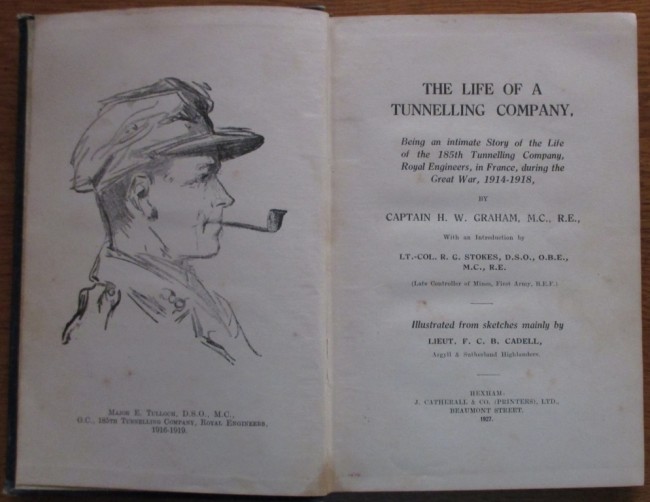 MAJOR E. TULLOCH, D.S.O., M.C.,
O.C., 185TH TUNNELLING COMPANY, ROYAL ENGINEERS,
1916-1919.
THE LIFE OF A
TUNNELLING COMPANY,
Being an intimate Story of the Life
of the 185th Tunnelling Company,
Royal Engineers, in France, during the
Great War, 1914-1918,
BY
CAPTAIN H. W. GRAHAM, M.C., R.E.,
With an Introduction by
LT.-COL. R. G. STOKES, D.S.O., O.B.E.,
M.C., R.E.
(Late Controller of Mines, First Army, B.E.F.)
Illustrated from sketches mainly by
LIEUT. F. C. B. CADELL,
Argyll & Sutherland Highlanders.
HEXHAM:
J. CATHERALL & CO. (PRINTERS), LTD.,
BEAUMONT STREET.
1927.